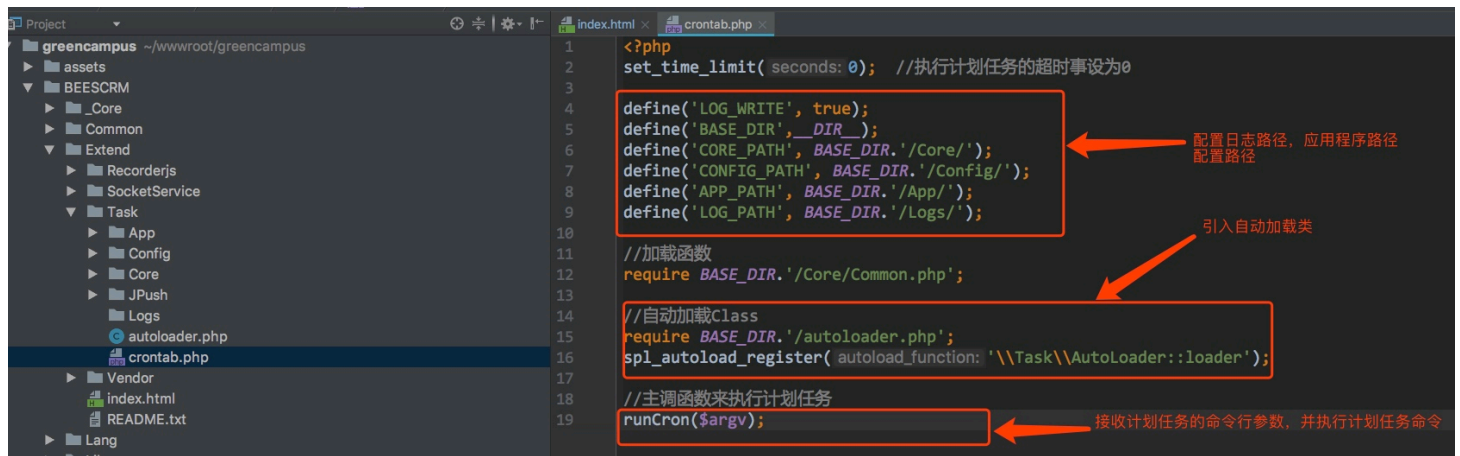 Project
index.html
crontab.php
greencampus ~/wwwroot/greencampus
assets
BEESCRM
_Core
Common
Extend
Recorderjs
SocketService
Task
App
Config
Core
JPush
Logs
autoloader.php
crontab.php
Vendor
index.html
README.txt
Lang
1 <?php
2 set_time_limit( seconds: 0); //执行计划任务的超时事设为0
3
4 define('LOG_WRITE', true);
5 define('BASE_DIR',__DIR__);
6 define('CORE_PATH', BASE_DIR.'/Core/');
7 define('CONFIG_PATH', BASE_DIR.'/Config/');
8 define('APP_PATH', BASE_DIR.'/App/');
9 define('LOG_PATH', BASE_DIR.'/Logs/');
10
11 //加载函数
12 require BASE_DIR.'/Core/Common.php';
13
14 //自动加载Class
15 require BASE_DIR.'/autoloader.php';
16 spl_autoload_register( autoload_function: '\\Task\\AutoLoader::loader');
17
18 //主调函数来执行计划任务
19 runCron($argv);
配置日志路径，应用程序路径
配置路径
引入自动加载类
接收计划任务的命令行参数，并执行计划任务命令